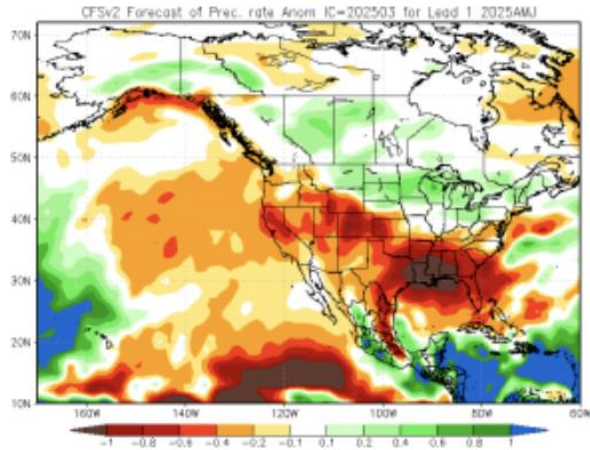 CFSv2 Forecast of Prec. rate Anom IC=202503 for Lead 1 2025AMJ
70N
60N
50N
40N
30N
20N
10N
160W 140W 120W 100W 80W 60W
-1 -0.8 -0.6 -0.4 -0.2 -0.1 0.1 0.2 0.4 0.6 0.8 1